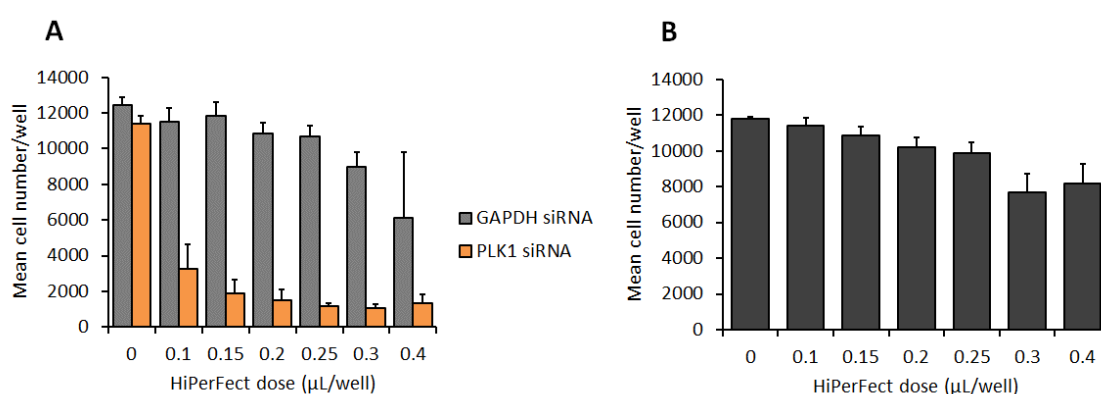 A
Mean cell number/well
14000
12000
10000
8000
6000
4000
2000
0
0 0.1 0.15 0.2 0.25 0.3 0.4
HiPerFect dose (µL/well)
GAPDH siRNA
PLK1 siRNA
B
Mean cell number/well
14000
12000
10000
8000
6000
4000
2000
0
0 0.1 0.15 0.2 0.25 0.3 0.4
HiPerFect dose (µL/well)